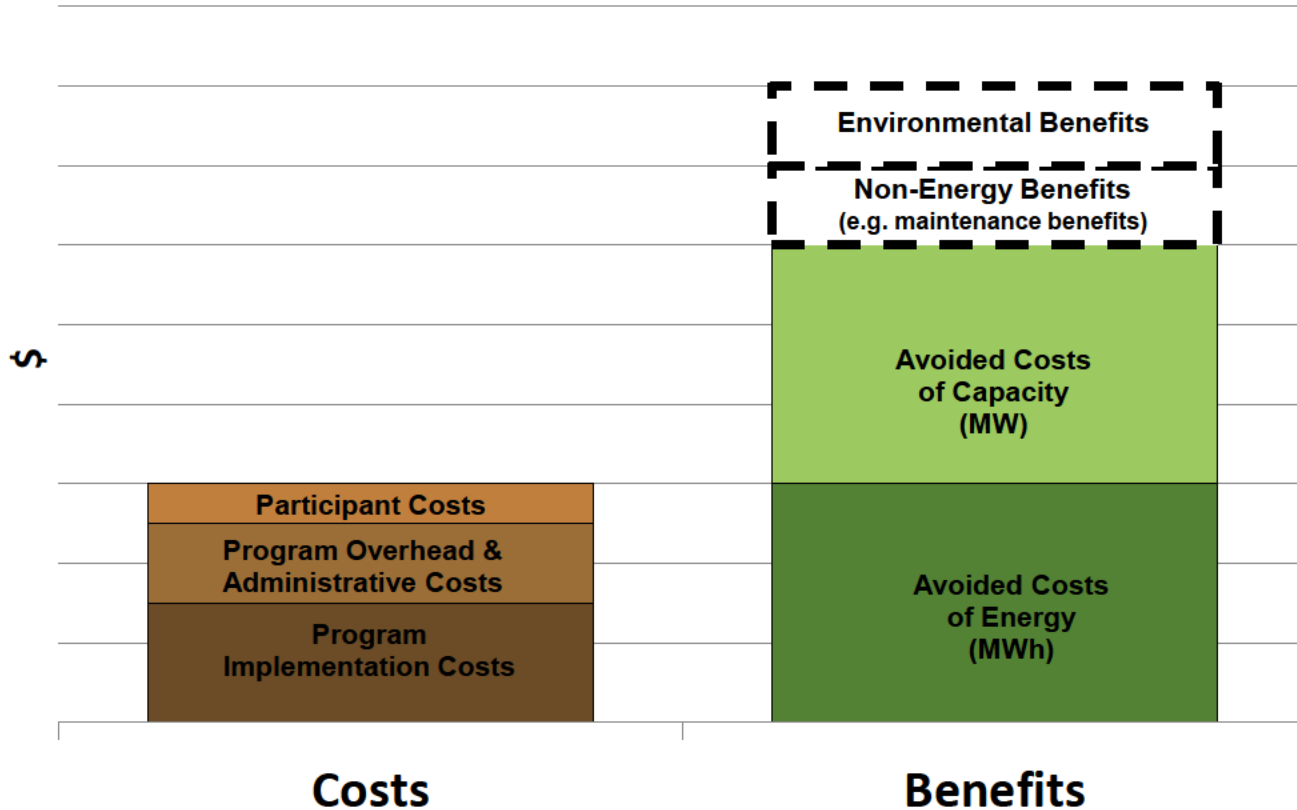 $
Participant Costs
Program Overhead &
Administrative Costs
Program
Implementation Costs
Environmental Benefits
Non-Energy Benefits
(e.g. maintenance benefits)
Avoided Costs
of Capacity
(MW)
Avoided Costs
of Energy
(MWh)
Costs
Benefits